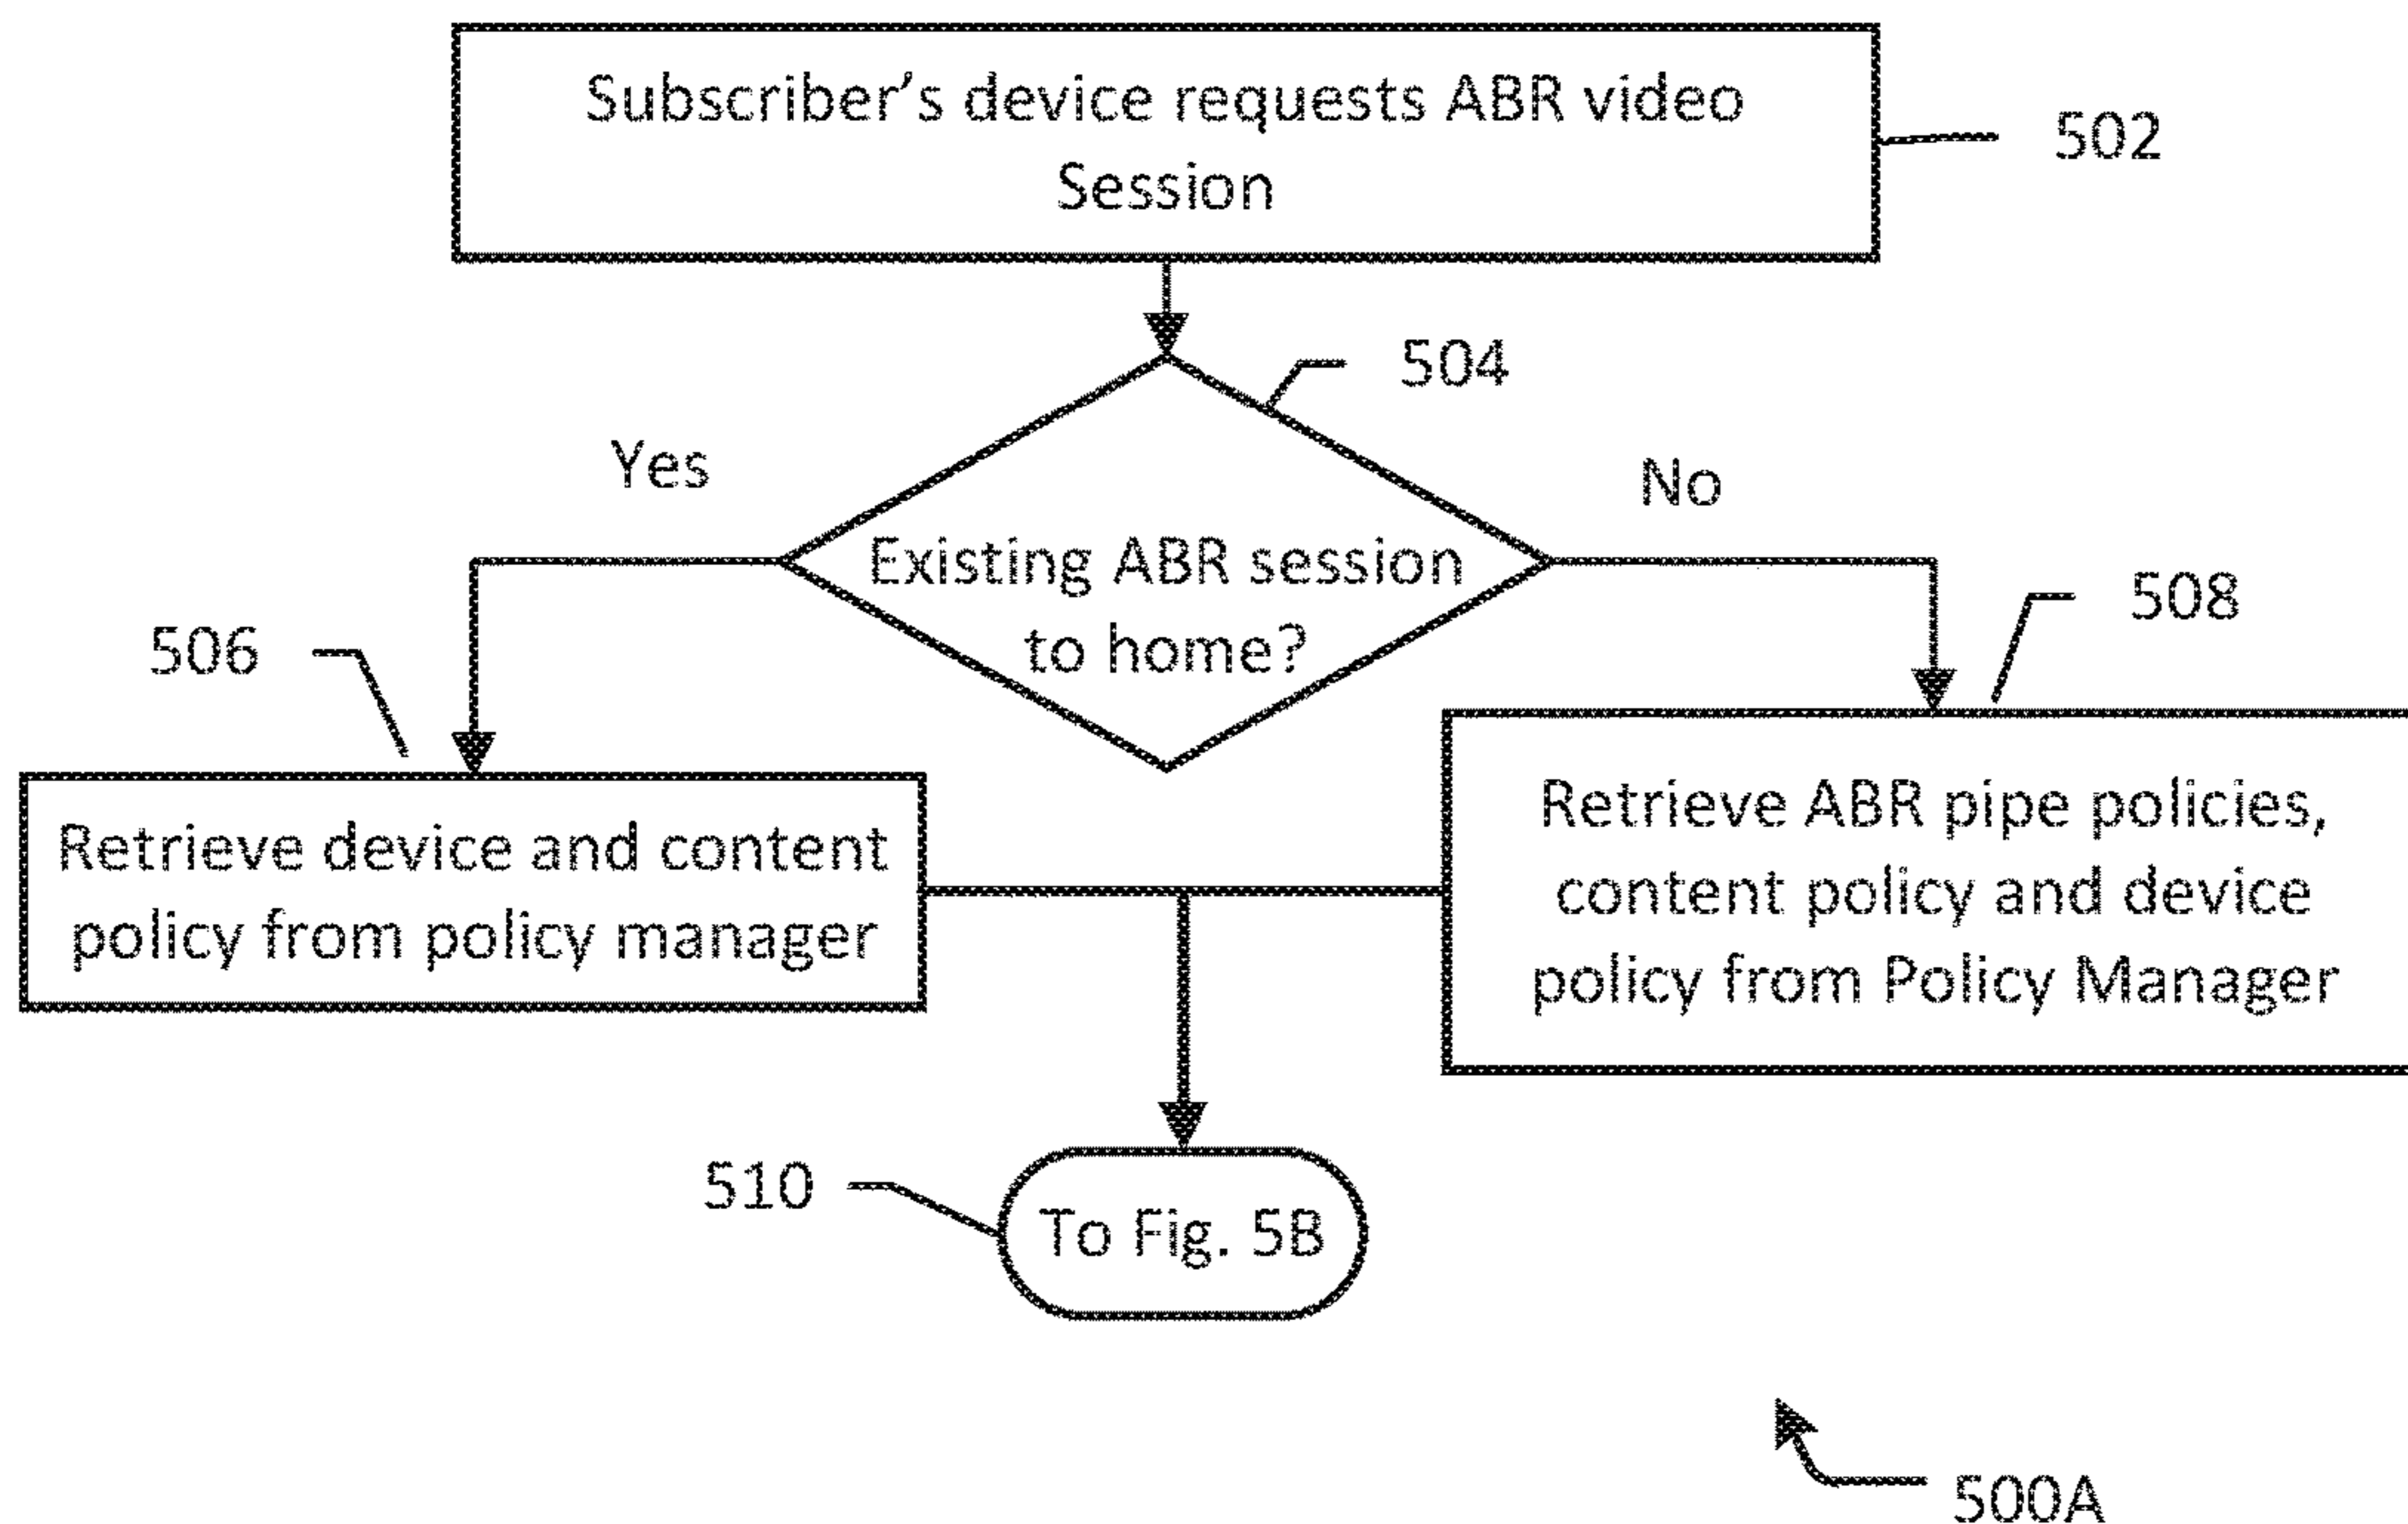 Subscriber's device requests ABR video
Session
502
504
Yes
No
Existing ABR session
to home?
506
508
Retrieve device and content
policy from policy manager
Retrieve ABR pipe policies,
content policy and device
policy from Policy Manager
510
To Fig. 5B
500A